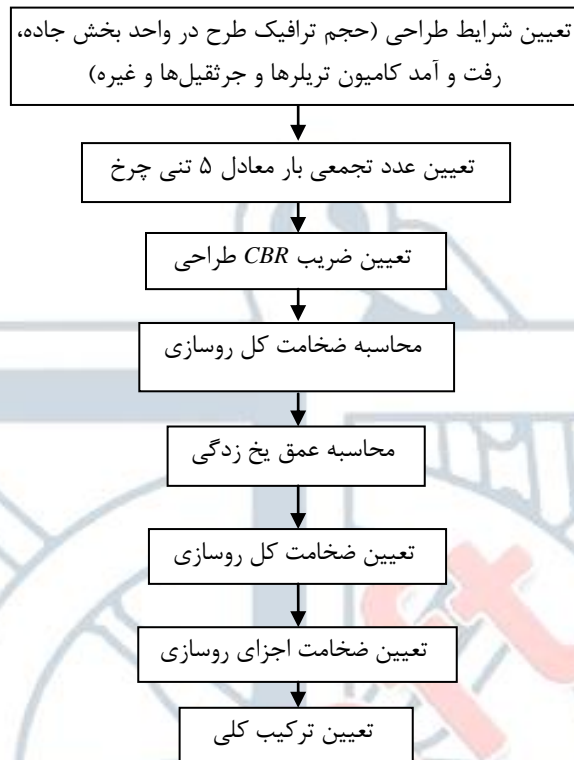 تعیین شرایط طراحی (حجم ترافیک طرح در واحد بخش جاده،
رفت و آمد کامیون تریلرها و جرثقیل‌ها و غیره)
تعیین عدد تجمعی بار معادل ۵ تنی چرخ
تعیین ضریب CBR طراحی
محاسبه ضخامت کل روسازی
محاسبه عمق یخ زدگی
تعیین ضخامت کل روسازی
تعیین ضخامت اجزای روسازی
تعیین ترکیب کلی